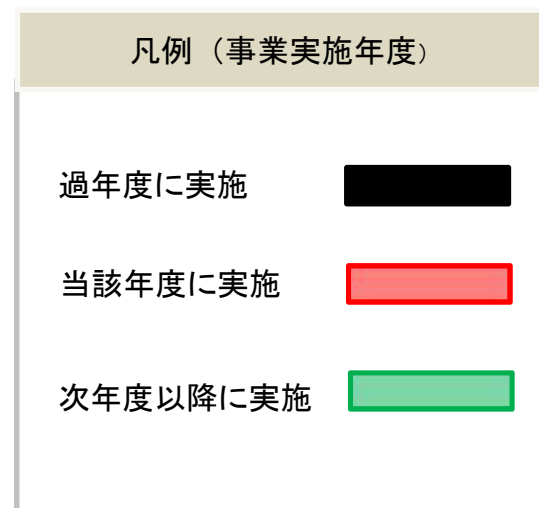 凡例（事業実施年度）
過年度に実施
当該年度に実施
次年度以降に実施